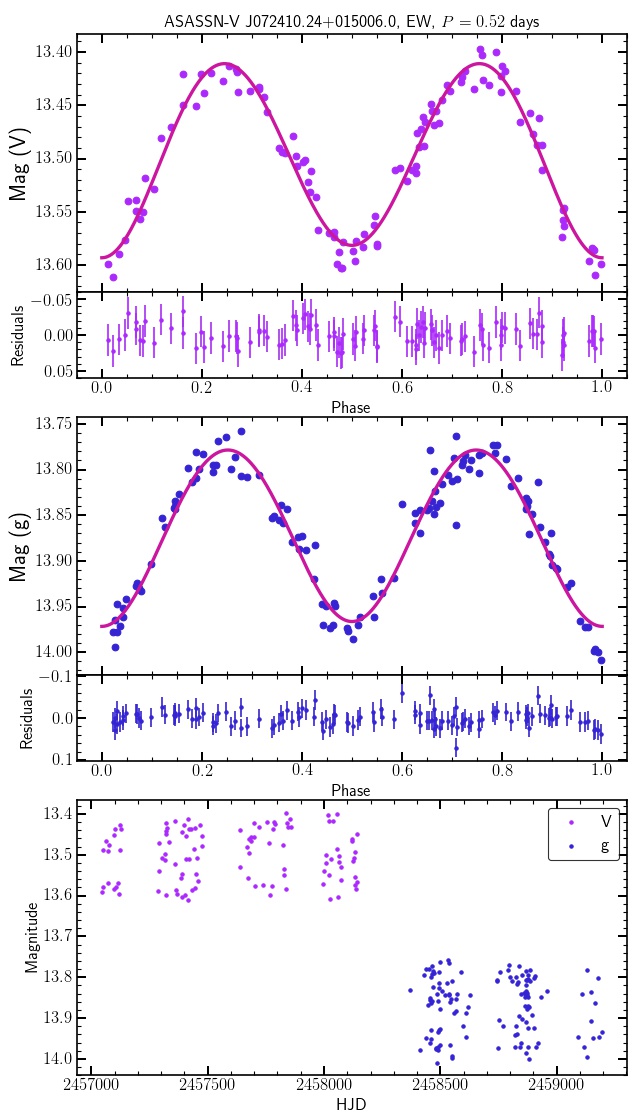 ASASSN-V J072410.24+015006.0, EW, P = 0.52 days
13.40
13.45
13.50
13.55
13.60
Mag (V)
−0.05
0.00
0.05
Residuals
0.0 0.2 0.4 0.6 0.8 1.0
Phase
13.75
13.80
13.85
13.90
13.95
14.00
Mag (g)
−0.1
0.0
0.1
Residuals
0.0 0.2 0.4 0.6 0.8 1.0
Phase
13.4
13.5
13.6
13.7
13.8
13.9
14.0
Magnitude
V
g
2457000 2457500 2458000 2458500 2459000
HJD